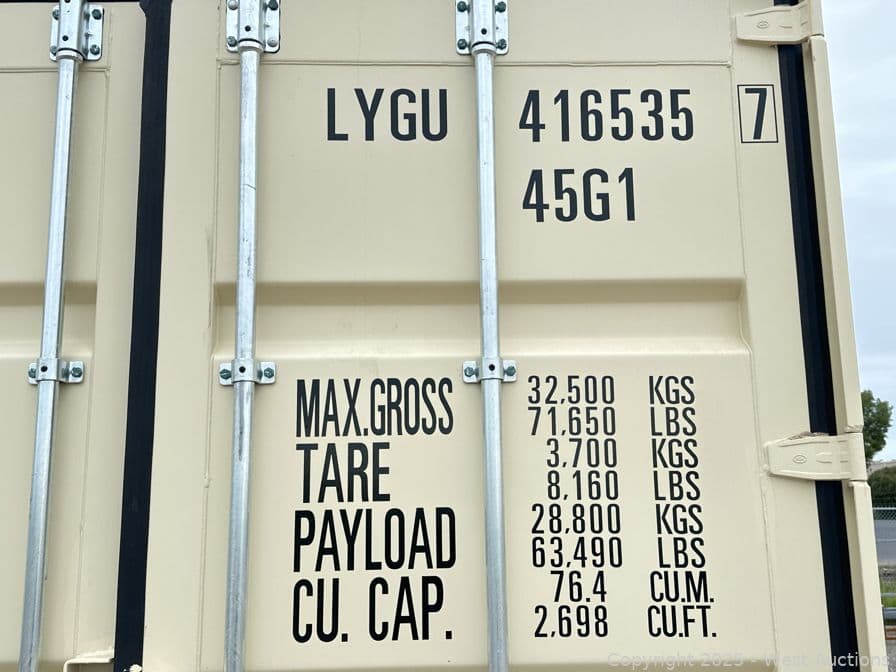 LYGU 416535 7
45G1
MAX.GROSS 32,500 KGS
71,650 LBS
TARE 3,700 KGS
8,160 LBS
PAYLOAD 28,800 KGS
63,490 LBS
CU. CAP. 76.4 CU.M.
2,698 CU.FT.
Copyright 2025 - West Auctions